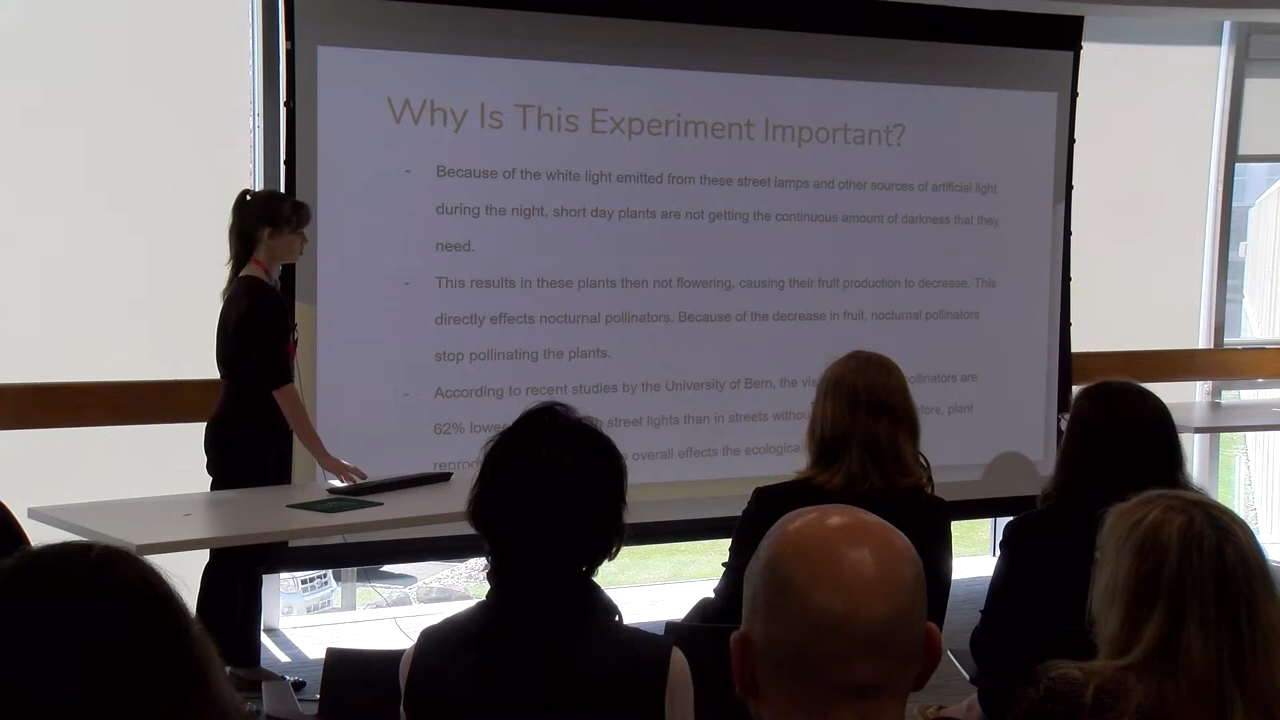 Why Is This Experiment Important?
- Because of the white light emitted from these street lamps and other sources of artificial light
during the night, short day plants are not getting the continuous amount of darkness that they
need.
- This results in these plants then not flowering, causing their fruit production to decrease. This
directly effects nocturnal pollinators. Because of the decrease in fruit, nocturnal pollinators
stop pollinating the plants.
- According to recent studies by the University of Bern, the pollinators are
62% lower street lights than in streets plant
overall effects the ecological